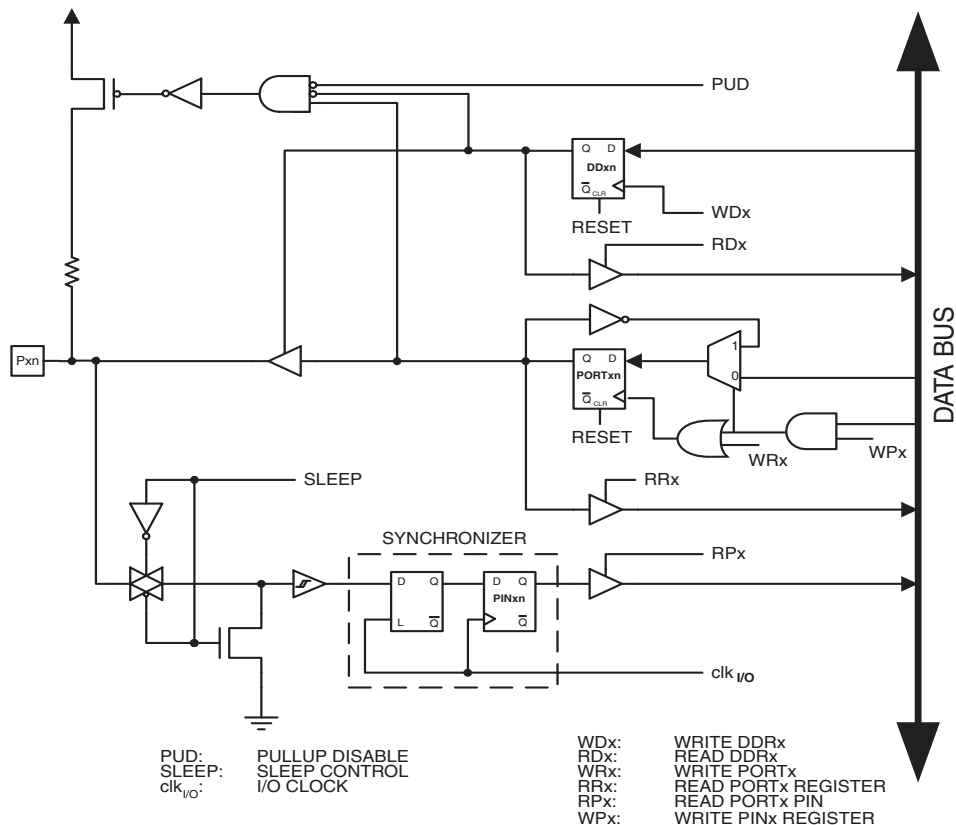 PUD
Q D
DDxn
Q CLR
WDx
RESET
RDx
Pxn
1
Q D
PORTxn
0
Q CLR
RESET
WRx
WPx
DATA BUS
SLEEP
RRx
SYNCHRONIZER
RPx
D Q
D Q
PINxn
L Q
Q
clk I/O
PUD: PULLUP DISABLE
SLEEP: SLEEP CONTROL
clkI/O: I/O CLOCK
WDx: WRITE DDRx
RDx: READ DDRx
WRx: WRITE PORTx
RRx: READ PORTx REGISTER
RPx: READ PORTx PIN
WPx: WRITE PINx REGISTER